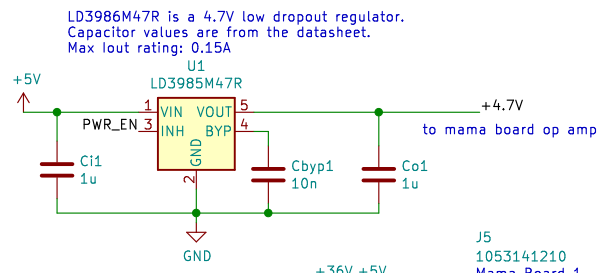 LD3986M47R is a 4.7V low dropout regulator.
Capacitor values are from the datasheet.
Max Iout rating: 0.15A
U1
LD3985M47R
+5V
1 VIN VOUT 5
+4.7V
PWR_EN 3 INH BYP 4
to mama board op amp
GND
2
Ci1
1u
Cbyp1
10n
Co1
1u
GND
J5
1053141210
+36V +5V
Mama Board 1